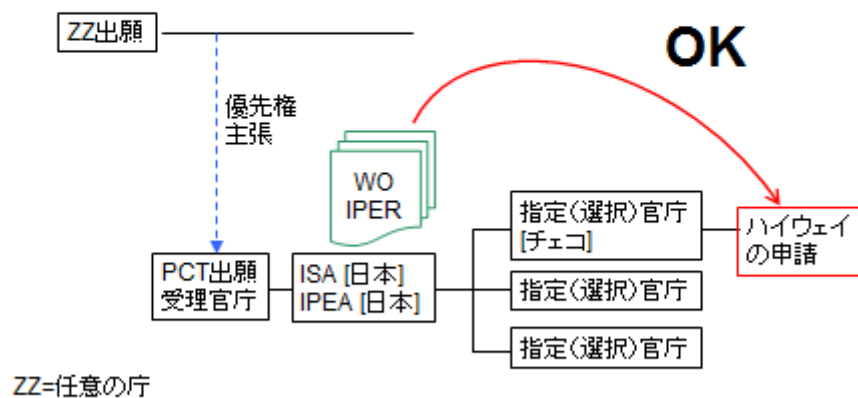 ZZ出願
OK
優先権
主張
WO
IPER
指定(選択)官庁
[チェコ]
ハイウェイ
の申請
PCT出願
受理官庁
ISA [日本]
IPEA [日本]
指定(選択)官庁
指定(選択)官庁
ZZ=任意の庁